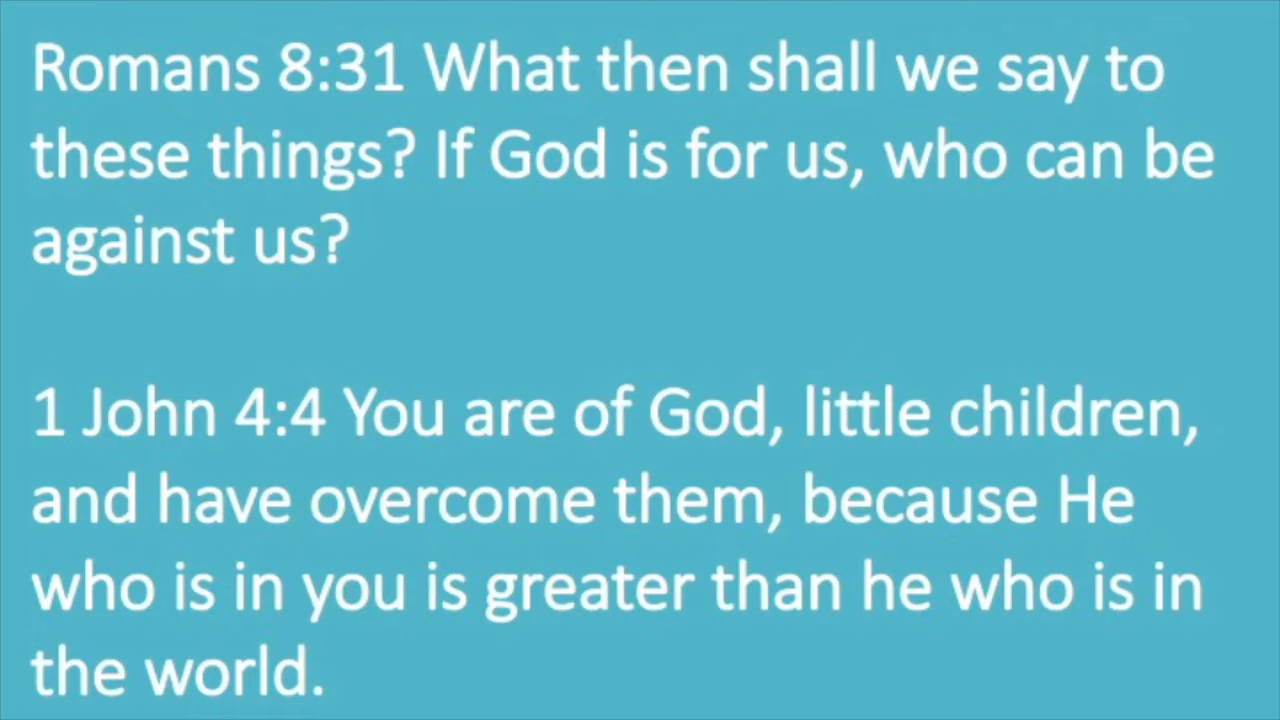 Romans 8:31 What then shall we say to
these things? If God is for us, who can be
against us?
1 John 4:4 You are of God, little children,
and have overcome them, because He
who is in you is greater than he who is in
the world.